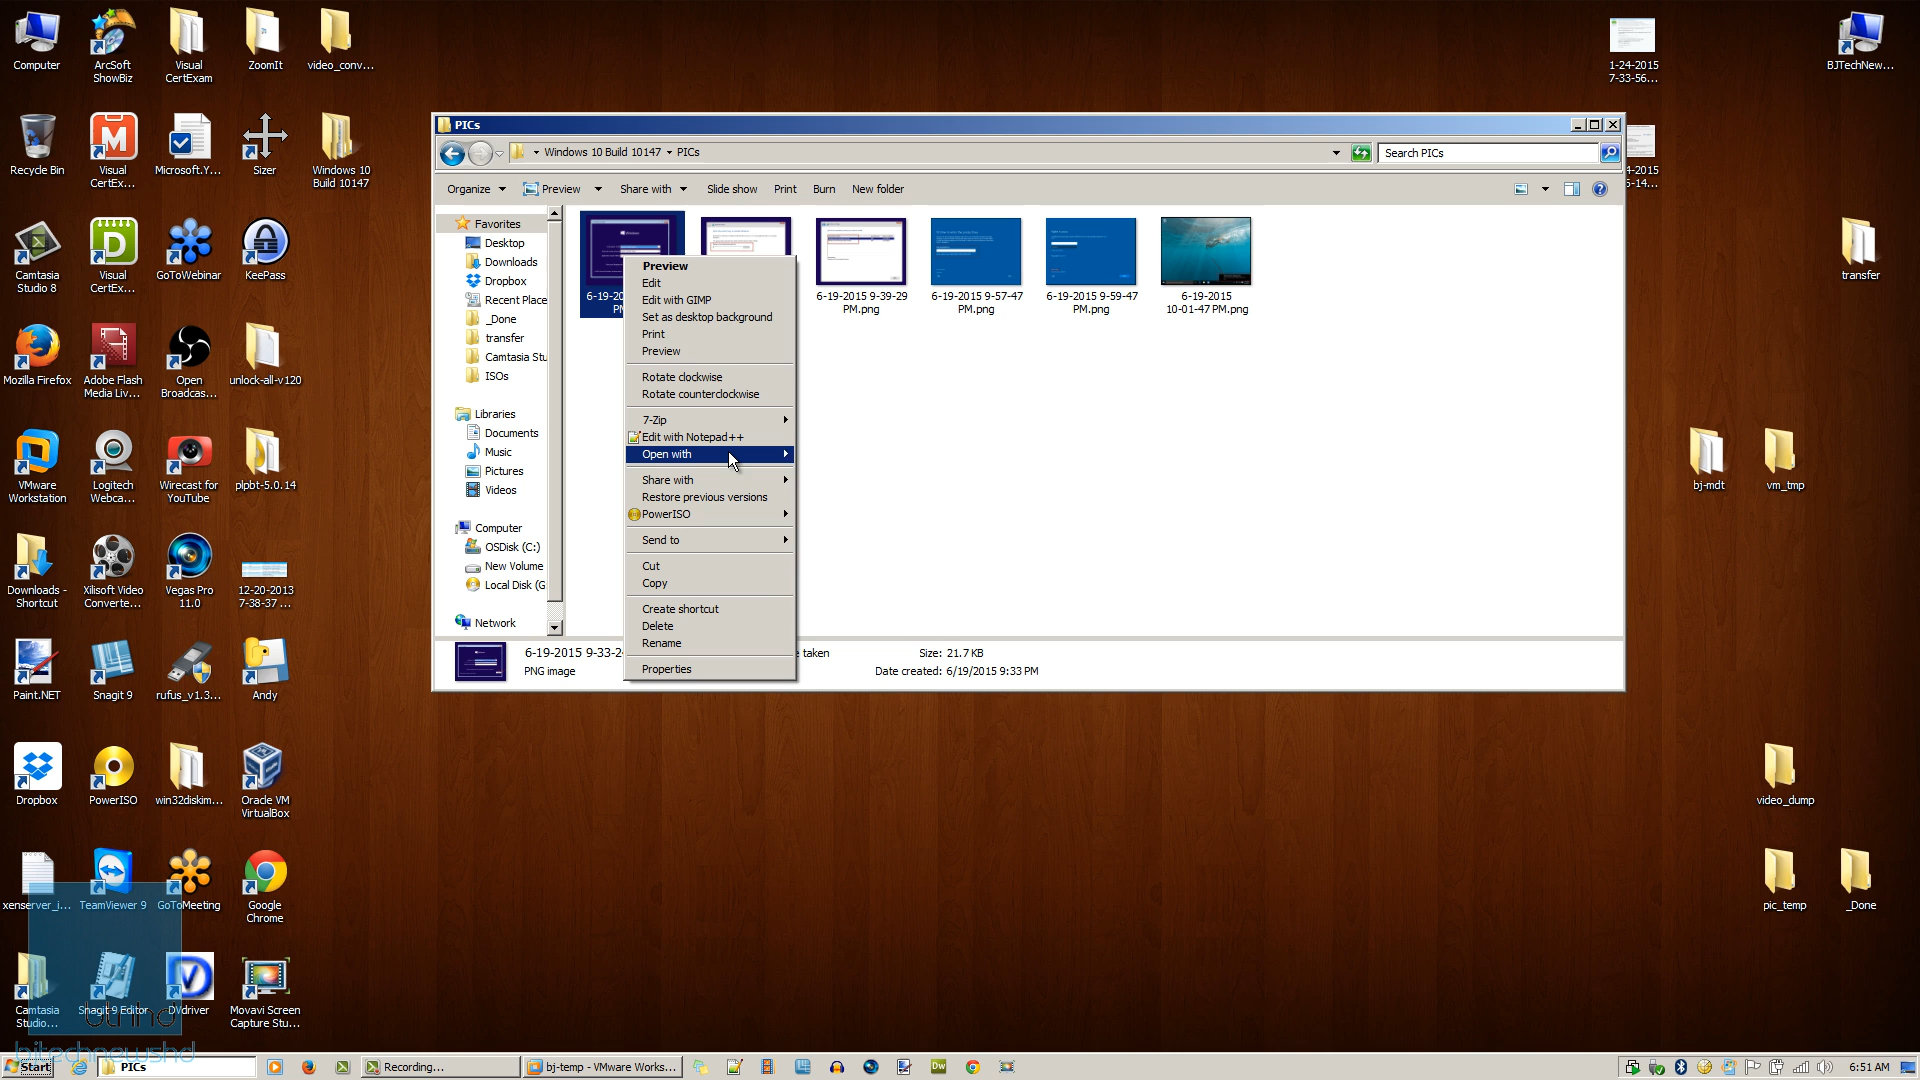 Computer
ArcSoft
ShowBiz
Visual
CertExam
ZoomIt
video_conv...
1-24-2015
7-33-56...
BJTechNew...
Recycle Bin
Visual
CertEx...
Microsoft.Y...
Sizer
Windows 10
Build 10147
4-2015
5-14...
Camtasia
Studio 8
Visual
CertEx...
GoToWebinar
KeePass
transfer
Mozilla Firefox
Adobe Flash
Media Liv...
Open
Broadcas...
unlock-all-v120
VMware
Workstation
Logitech
Webca...
Wirecast for
YouTube
plpbt-5.0.14
bj-mdt
vm_tmp
Downloads -
Shortcut
Xilisoft Video
Converte...
Vegas Pro
11.0
12-20-2013
7-38-37 ...
Paint.NET
Snagit 9
rufus_v1.3...
Andy
Dropbox
PowerISO
win32diskim...
Oracle VM
VirtualBox
video_dump
xenserver_i...
TeamViewer 9
GoToMeeting
Google
Chrome
pic_temp
_Done
Camtasia
Studio...
Snagit 9 Editor
DVdriver
Movavi Screen
Capture Stu...
PICs
Windows 10 Build 10147
PICs
Search PICs
Organize
Preview
Share with
Slide show
Print
Burn
New folder
Favorites
Desktop
Downloads
Dropbox
Recent Place
_Done
transfer
Camtasia Stu
ISOs
Libraries
Documents
Music
Pictures
Videos
Computer
OSDisk (C:)
New Volume
Local Disk (G
Network
6-19-20
PM
6-19-2015 9-39-29
PM.png
6-19-2015 9-57-47
PM.png
6-19-2015 9-59-47
PM.png
6-19-2015
10-01-47 PM.png
Preview
Edit
Edit with GIMP
Set as desktop background
Print
Preview
Rotate clockwise
Rotate counterclockwise
7-Zip
Edit with Notepad++
Open with
Share with
Restore previous versions
PowerISO
Send to
Cut
Copy
Create shortcut
Delete
Rename
Properties
6-19-2015 9-33-2
PNG image
e taken
Size: 21.7 KB
Date created: 6/19/2015 9:33 PM
bjtechnewshd
Start
PICs
Recording...
bj-temp - VMware Works...
Dw
6:51 AM